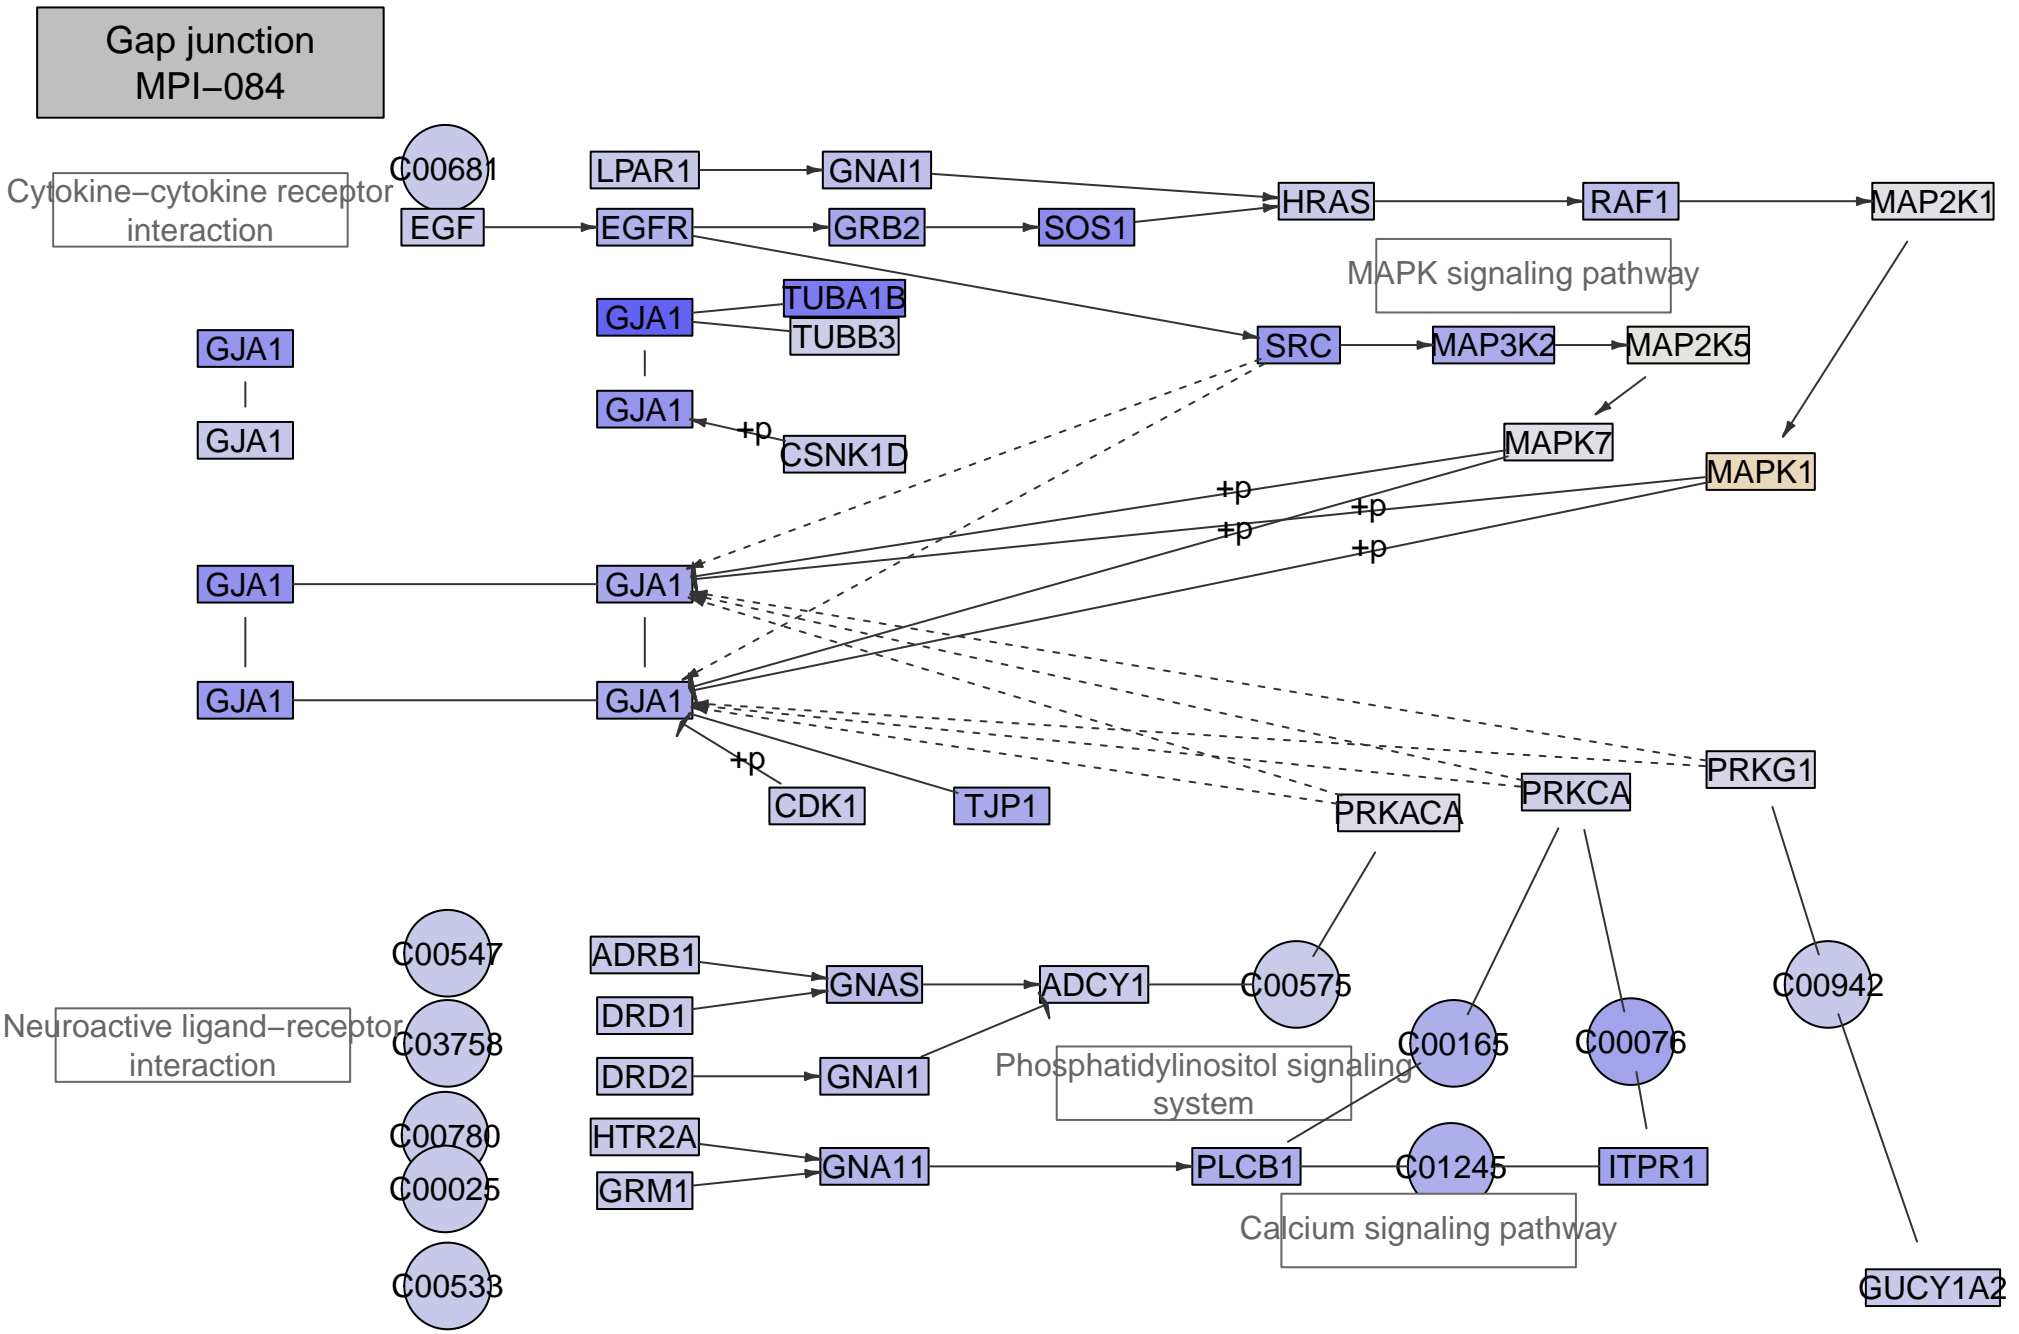 Gap junction
MPI−084
C00681
LPAR1
GNAI1
Cytokine−cytokine receptor
interaction
HRAS
RAF1
MAP2K1
EGF
EGFR
GRB2
SOS1
MAPK signaling pathway
GJA1
TUBA1B
TUBB3
GJA1
SRC
MAP3K2
MAP2K5
GJA1
+p
CSNK1D
GJA1
MAPK7
MAPK1
+p
+p
+p
+p
GJA1
GJA1
GJA1
GJA1
+p
CDK1
TJP1
PRKACA
PRKCA
PRKG1
C00547
ADRB1
GNAS
ADCY1
C00575
C00942
DRD1
Neuroactive ligand−receptor
interaction
C03758
C00165
C00076
DRD2
GNAI1
Phosphatidylinositol signaling
system
C00780
HTR2A
GNA11
PLCB1
C01245
ITPR1
C00025
GRM1
Calcium signaling pathway
C00533
GUCY1A2